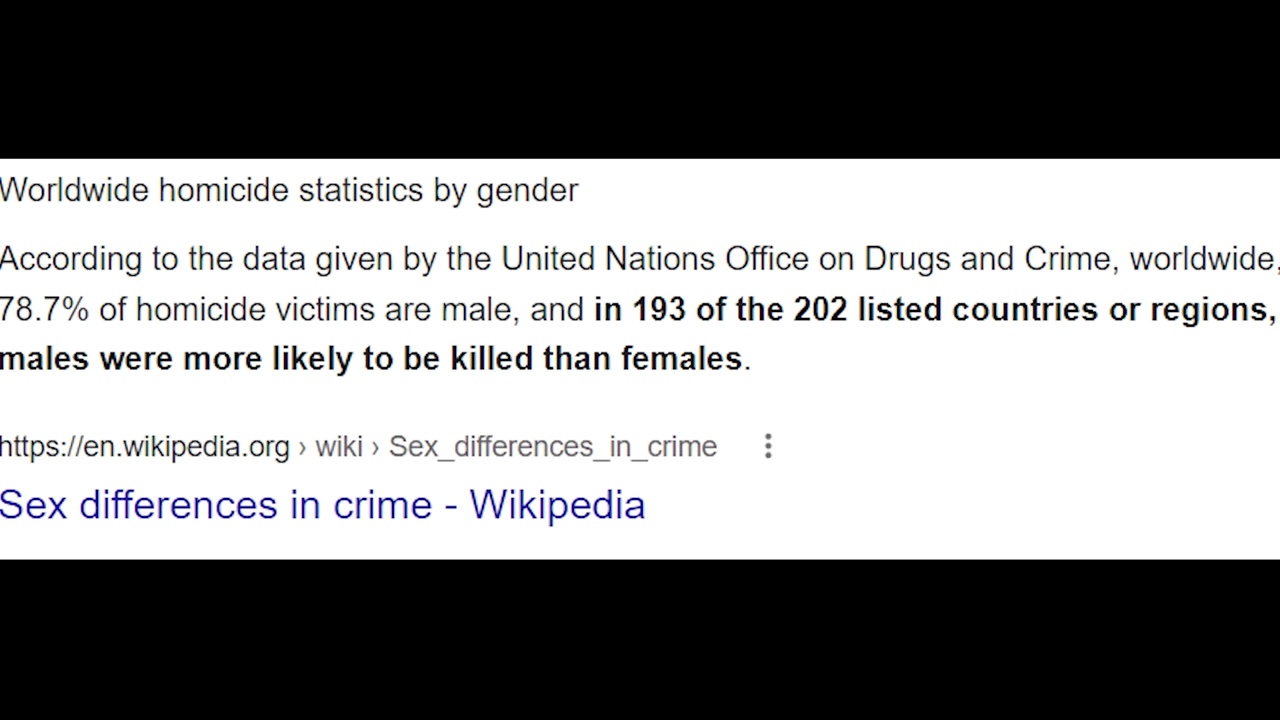 Worldwide homicide statistics by gender
According to the data given by the United Nations Office on Drugs and Crime, worldwide,
78.7% of homicide victims are male, and in 193 of the 202 listed countries or regions,
males were more likely to be killed than females.
https://en.wikipedia.org › wiki › Sex_differences_in_crime
Sex differences in crime - Wikipedia